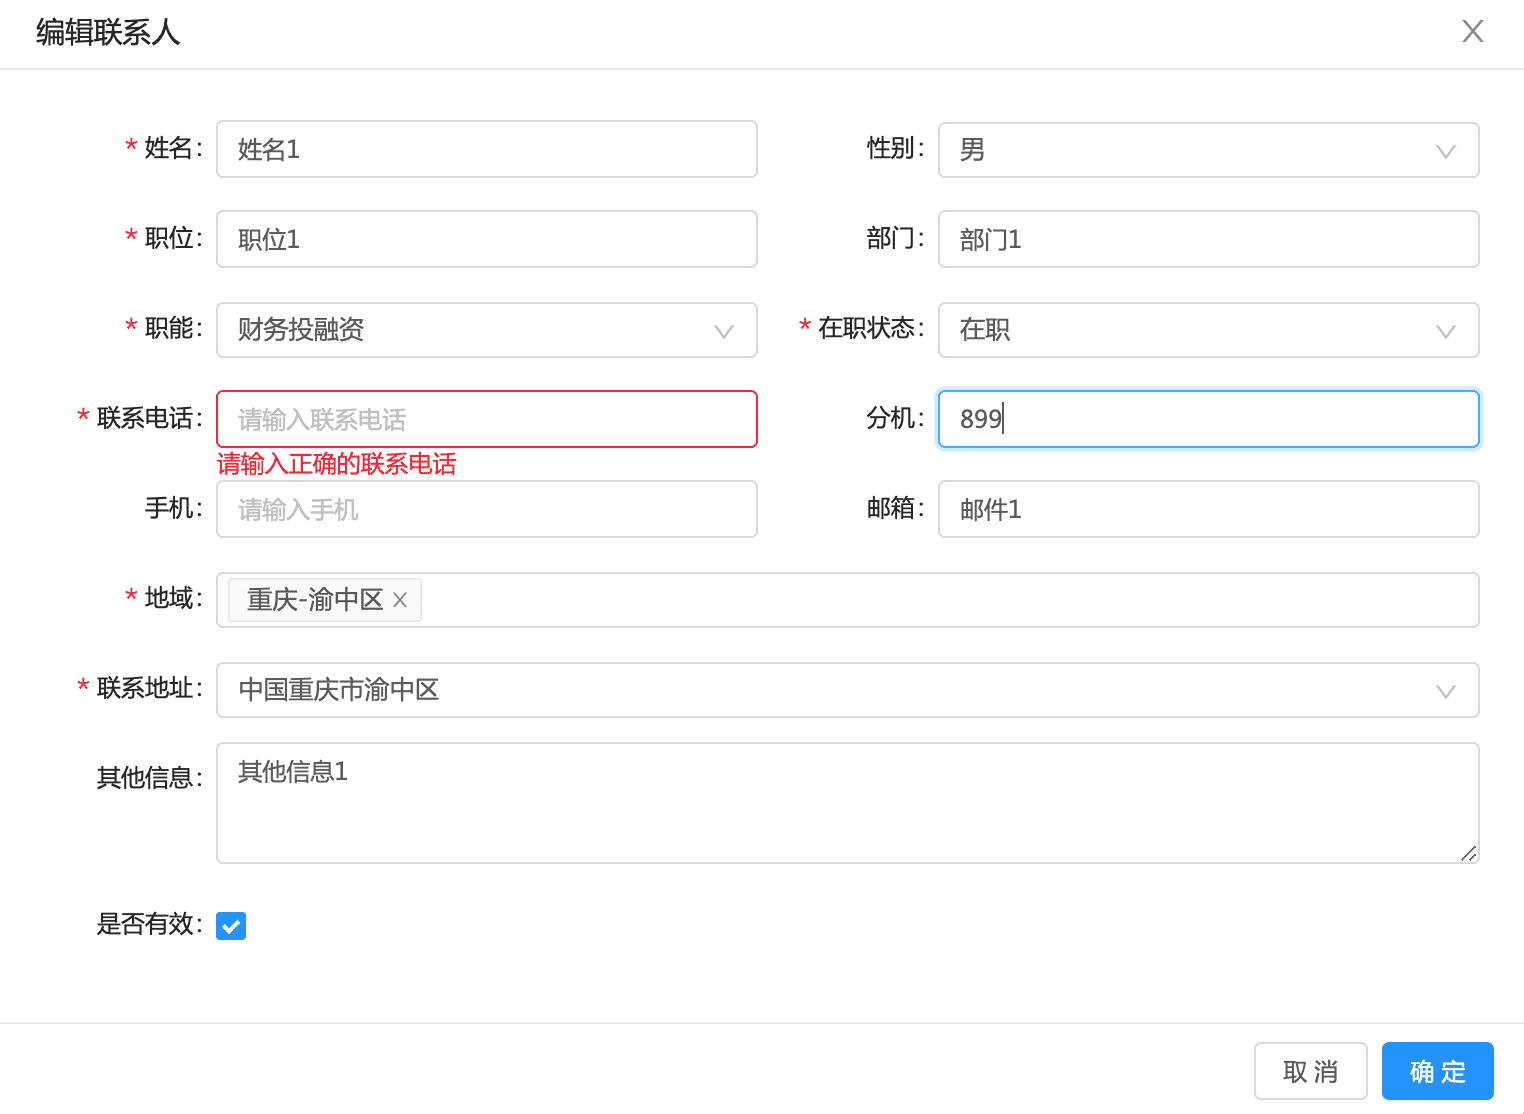 编辑联系人
* 姓名: 姓名1 性别: 男
* 职位: 职位1 部门: 部门1
* 职能: 财务投融资 * 在职状态: 在职
* 联系电话: 请输入联系电话 分机: 899
请输入正确的联系电话
手机: 请输入手机 邮箱: 邮件1
* 地域: 重庆-渝中区
* 联系地址: 中国重庆市渝中区
其他信息: 其他信息1
是否有效:
取 消 确 定